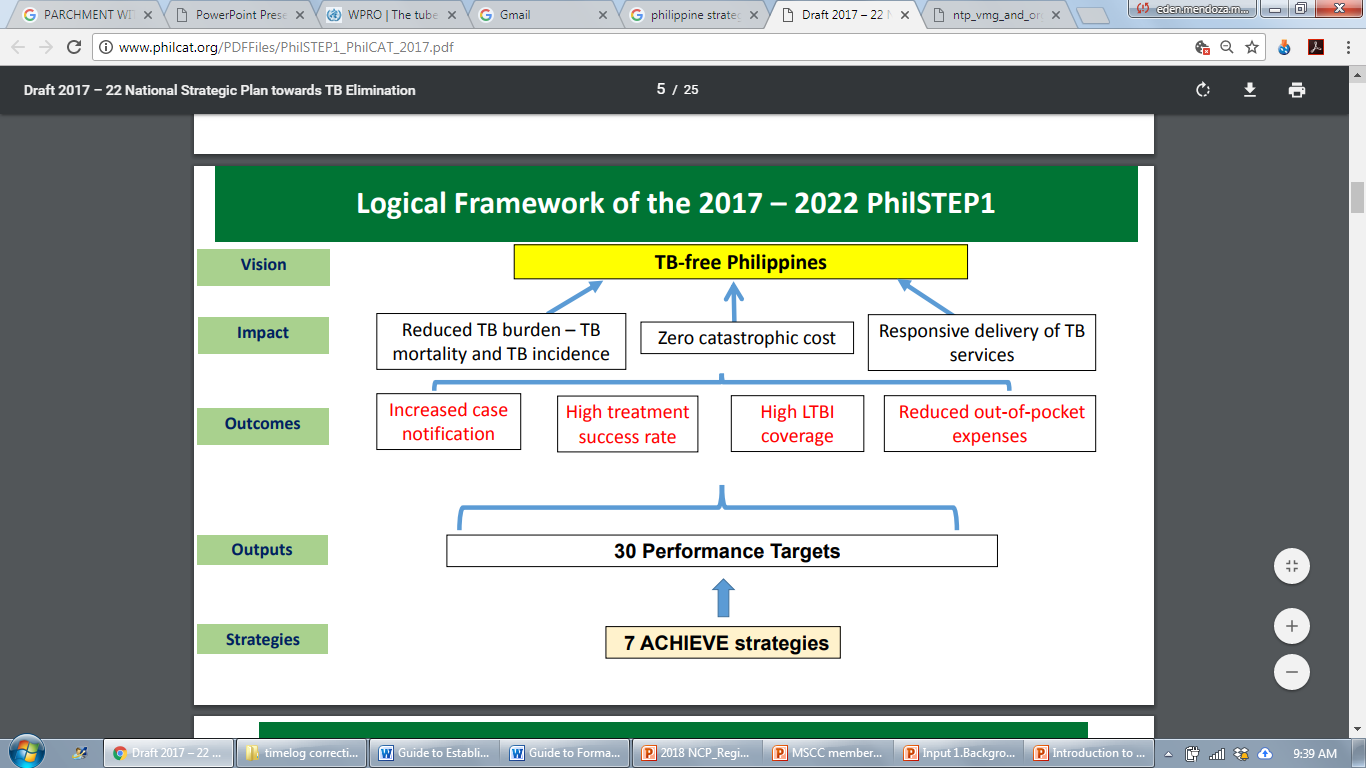 PARCHMENT WIT
PowerPoint Prese
WPRO | The tube
Gmail
philippine strateg
Draft 2017 – 22 N
ntp_vmg_and_or
eden.mendoza.m...
www.philcat.org/PDFFiles/PhilSTEP1_PhilCAT_2017.pdf
Draft 2017 – 22 National Strategic Plan towards TB Elimination
5 / 25
Logical Framework of the 2017 – 2022 PhilSTEP1
Vision
TB-free Philippines
Impact
Reduced TB burden – TB
mortality and TB incidence
Zero catastrophic cost
Responsive delivery of TB
services
Outcomes
Increased case
notification
High treatment
success rate
High LTBI
coverage
Reduced out-of-pocket
expenses
Outputs
30 Performance Targets
Strategies
7 ACHIEVE strategies
Draft 2017 – 22 ...
timelog correcti...
Guide to Establi...
Guide to Forma...
2018 NCP_Regi...
MSCC member...
Input 1.Backgro...
Introduction to ...
9:39 AM